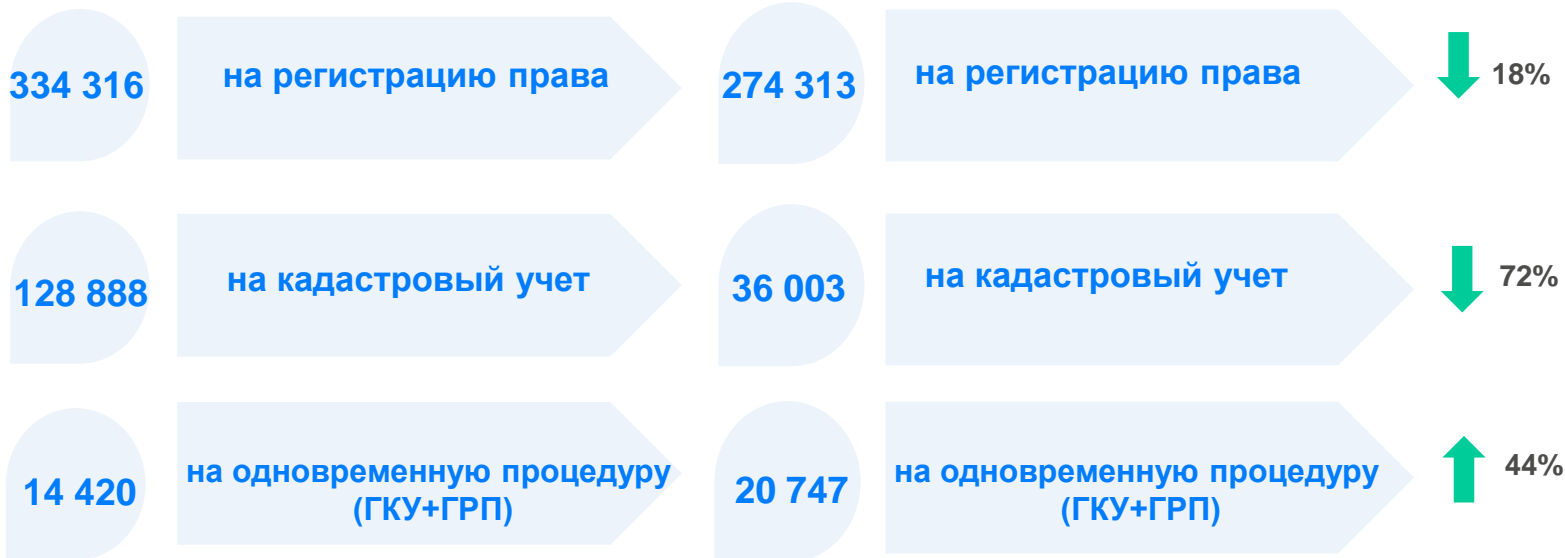 334 316
на регистрацию права
274 313
на регистрацию права
18%
128 888
на кадастровый учет
36 003
на кадастровый учет
72%
14 420
на одновременную процедуру
(ГКУ+ГРП)
20 747
на одновременную процедуру
(ГКУ+ГРП)
44%